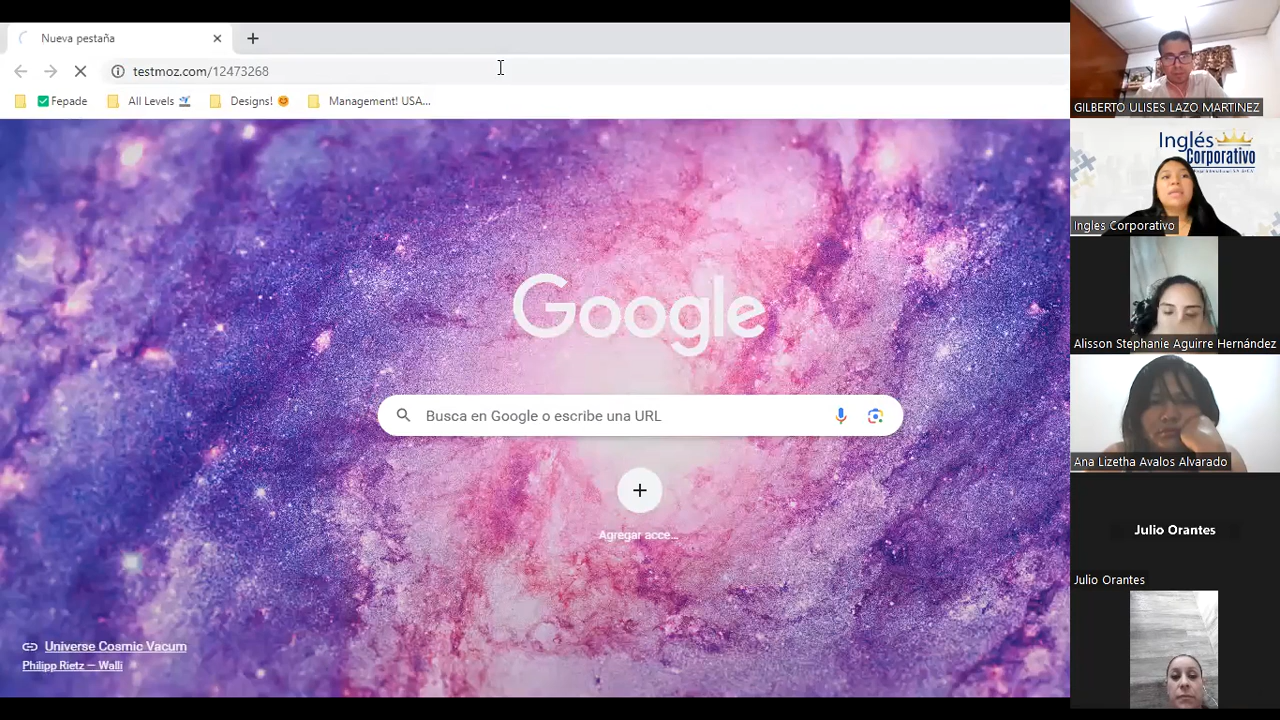 Nueva pestaña
testmoz.com/12473268
Fepade
All Levels
Designs!
Management! USA...
Google
Busca en Google o escribe una URL
Agregar acce...
Universe Cosmic Vacum
Philipp Rietz — Walli
GILBERTO ULISES LAZO MARTINEZ
Inglés
Corporativo
Ingles Corporativo
Alisson Stephanie Aguirre Hernández
Ana Lizetha Avalos Alvarado
Julio Orantes
Julio Orantes